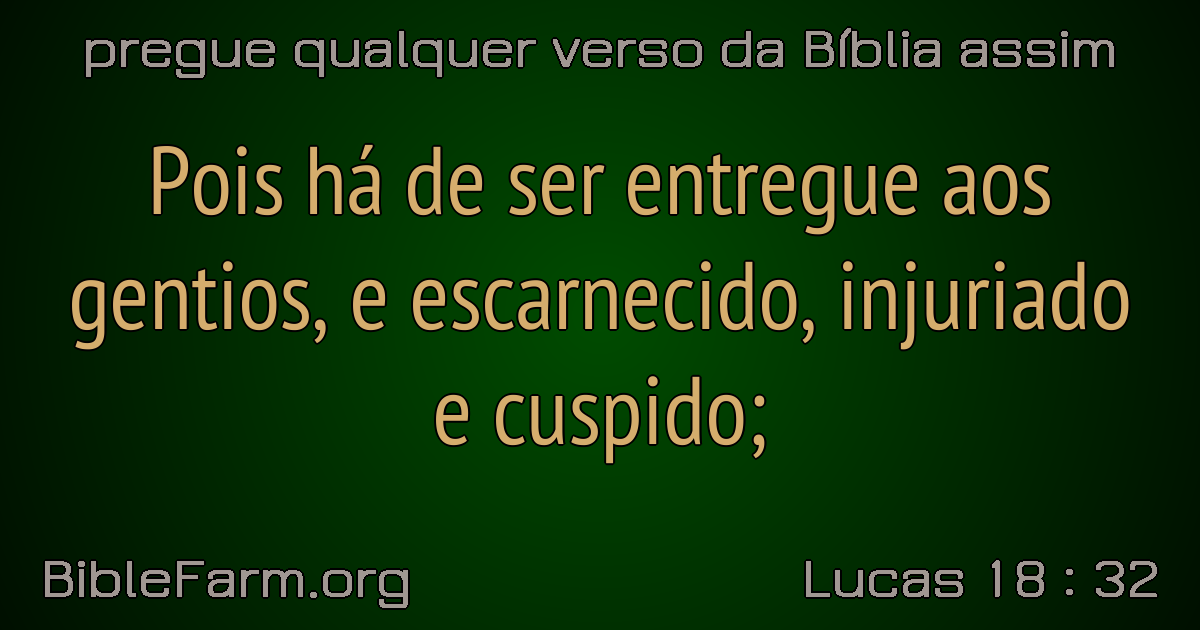 pregue qualquer verso da Bíblia assim
Pois há de ser entregue aos
gentios, e escarnecido, injuriado
e cuspido;
BibleFarm.org
Lucas 18 : 32